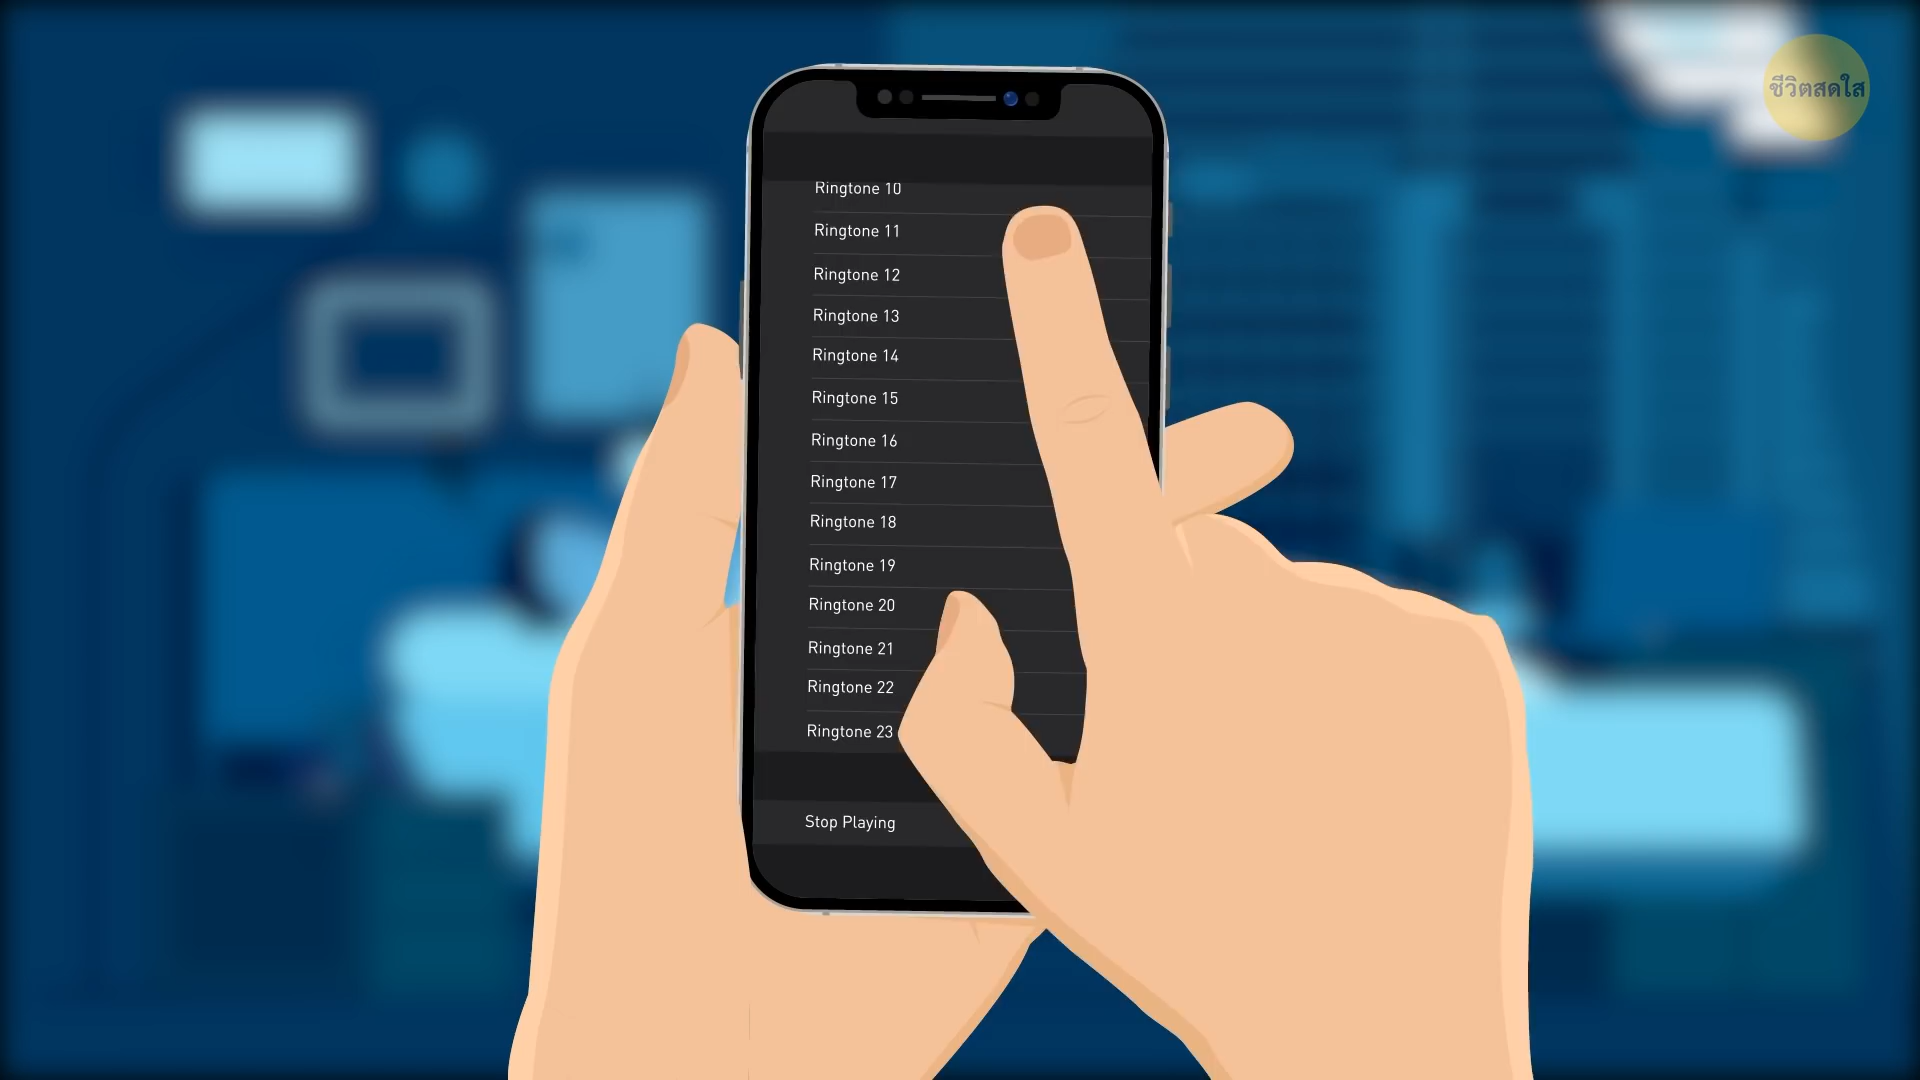 ชีวิตสดใส
Ringtone 10
Ringtone 11
Ringtone 12
Ringtone 13
Ringtone 14
Ringtone 15
Ringtone 16
Ringtone 17
Ringtone 18
Ringtone 19
Ringtone 20
Ringtone 21
Ringtone 22
Ringtone 23
Stop Playing